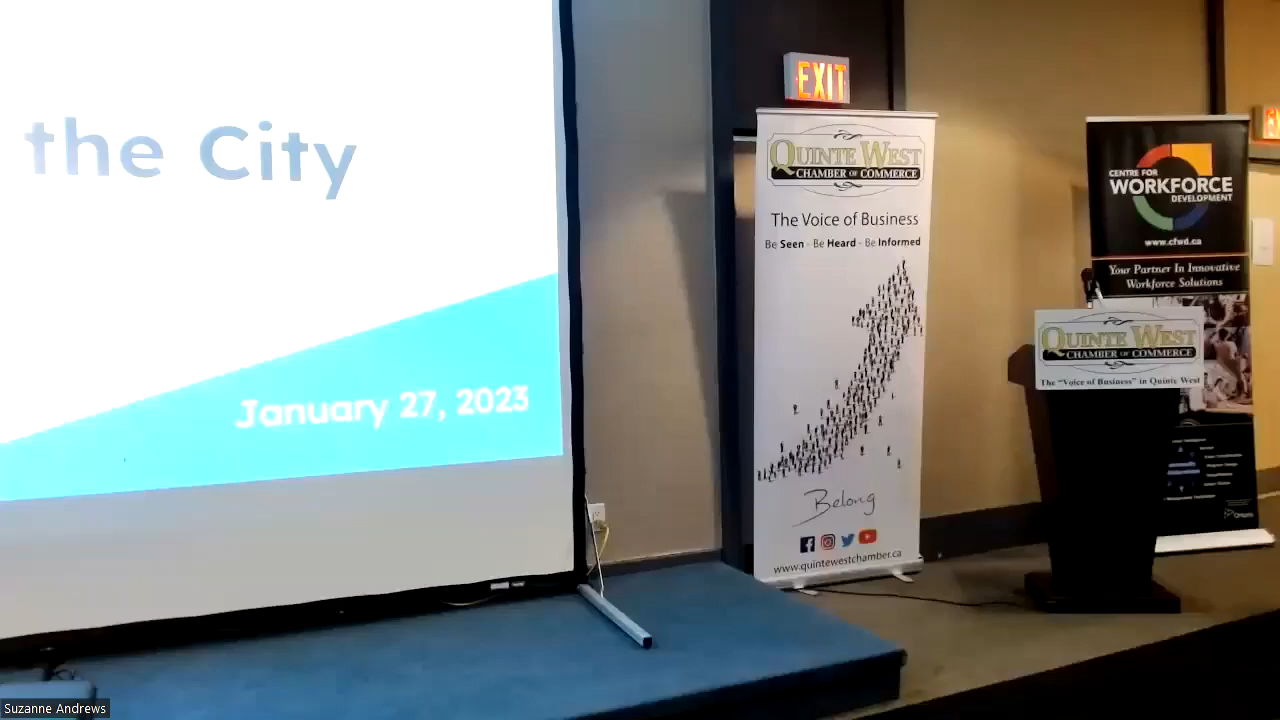 the City
January 27, 2023
EXIT
QUINTE WEST
CHAMBER OF COMMERCE
The Voice of Business
Be Seen - Be Heard - Be Informed
Belong
www.quintewestchamber.ca
CENTRE FOR
WORKFORCE
DEVELOPMENT
www.cfwd.ca
Your Partner In Innovative
Workforce Solutions
QUINTE WEST
CHAMBER OF COMMERCE
The "Voice of Business" in Quinte West
Ontario
Suzanne Andrews